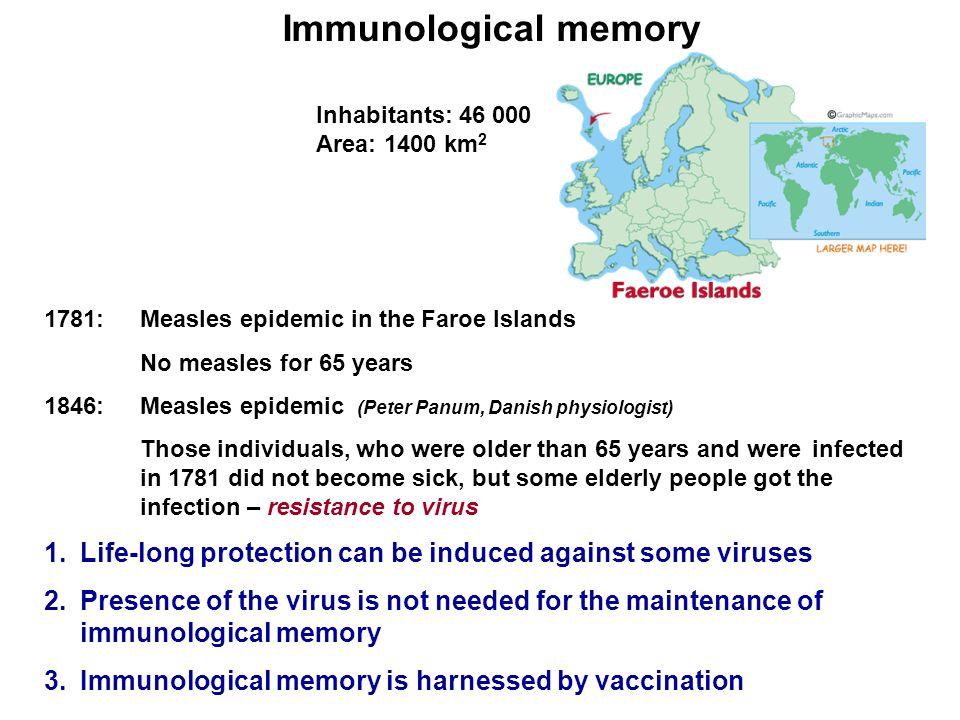 Immunological memory
EUROPE
Inhabitants: 46 000
Area: 1400 km²
©GraphicMaps.com
Arctic
Atlantic
Pacific
Pacific
Indian
Southern
LARGER MAP HERE!
Faeroe Islands
1781: Measles epidemic in the Faroe Islands
No measles for 65 years
1846: Measles epidemic (Peter Panum, Danish physiologist)
Those individuals, who were older than 65 years and were infected
in 1781 did not become sick, but some elderly people got the
infection – resistance to virus
1. Life-long protection can be induced against some viruses
2. Presence of the virus is not needed for the maintenance of
immunological memory
3. Immunological memory is harnessed by vaccination